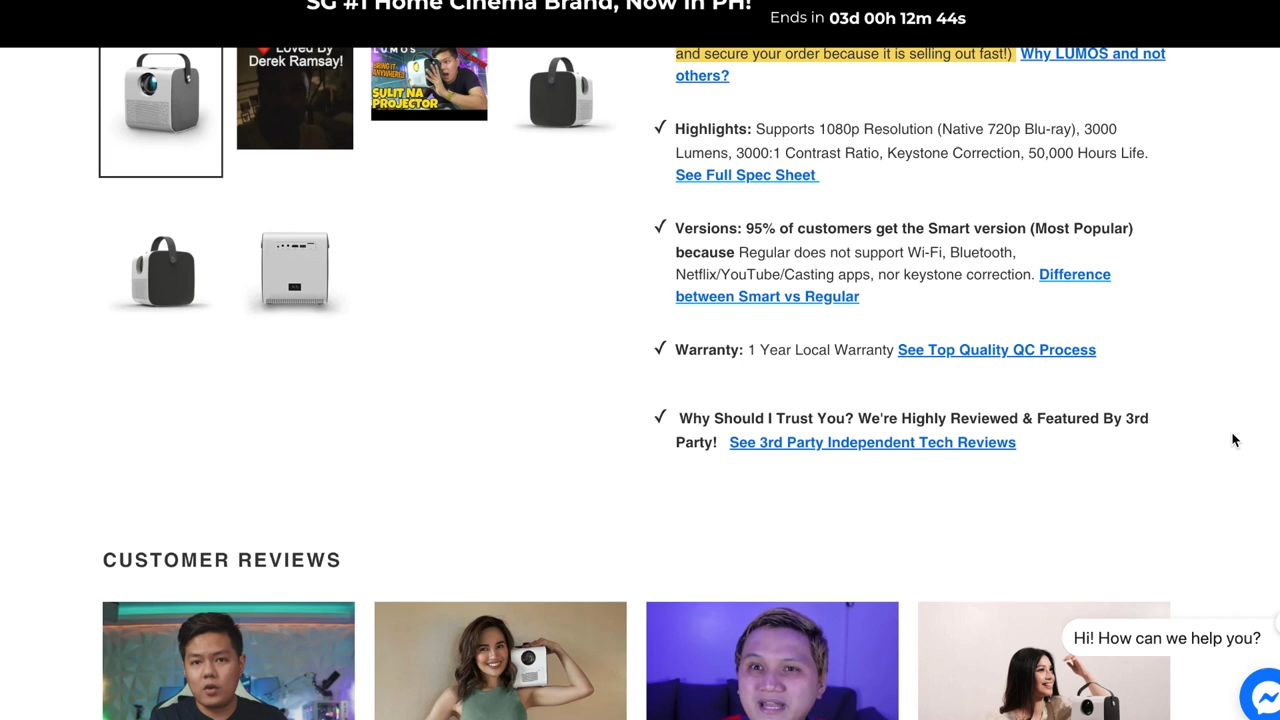 SG #1 Home Cinema Brand, Now in PH!
Ends in 03d 00h 12m 44s
Loved By
Derek Ramsay!
LUMOS
BRING IT
ANYWHERE!
SULIT NA
PROJECTOR
and secure your order because it is selling out fast!) Why LUMOS and not
others?
✓ Highlights: Supports 1080p Resolution (Native 720p Blu-ray), 3000
Lumens, 3000:1 Contrast Ratio, Keystone Correction, 50,000 Hours Life.
See Full Spec Sheet
✓ Versions: 95% of customers get the Smart version (Most Popular)
because Regular does not support Wi-Fi, Bluetooth,
Netflix/YouTube/Casting apps, nor keystone correction. Difference
between Smart vs Regular
✓ Warranty: 1 Year Local Warranty See Top Quality QC Process
✓ Why Should I Trust You? We're Highly Reviewed & Featured By 3rd
Party! See 3rd Party Independent Tech Reviews
CUSTOMER REVIEWS
Hi! How can we help you?